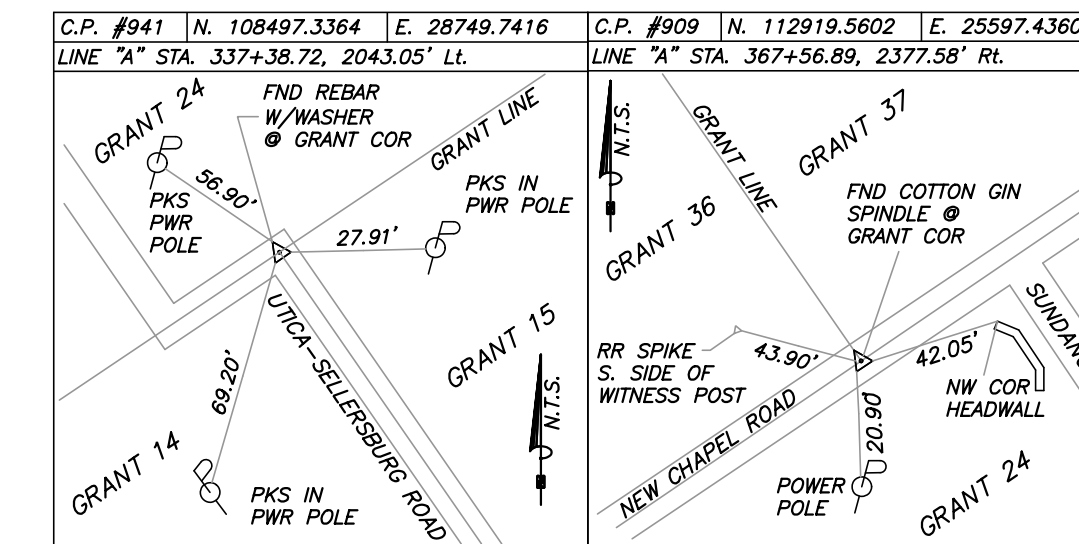 C.P. #941 N. 108497.3364 E. 28749.7416
LINE "A" STA. 337+38.72, 2043.05' Lt.
GRANT 24
FND REBAR
W/WASHER
@ GRANT COR
GRANT LINE
PKS
PWR
POLE
56.90'
PKS IN
PWR POLE
27.91'
69.20'
UTICA-SELLERSBURG ROAD
GRANT 15
N.T.S.
GRANT 14
PKS IN
PWR POLE
C.P. #909 N. 112919.5602 E. 25597.4360
LINE "A" STA. 367+56.89, 2377.58' Rt.
N.T.S.
GRANT LINE
GRANT 37
GRANT 36
FND COTTON GIN
SPINDLE @
GRANT COR
RR SPIKE
S. SIDE OF
WITNESS POST
43.90'
42.05'
NW COR
HEADWALL
NEW CHAPEL ROAD
20.90'
POWER
POLE
GRANT 24